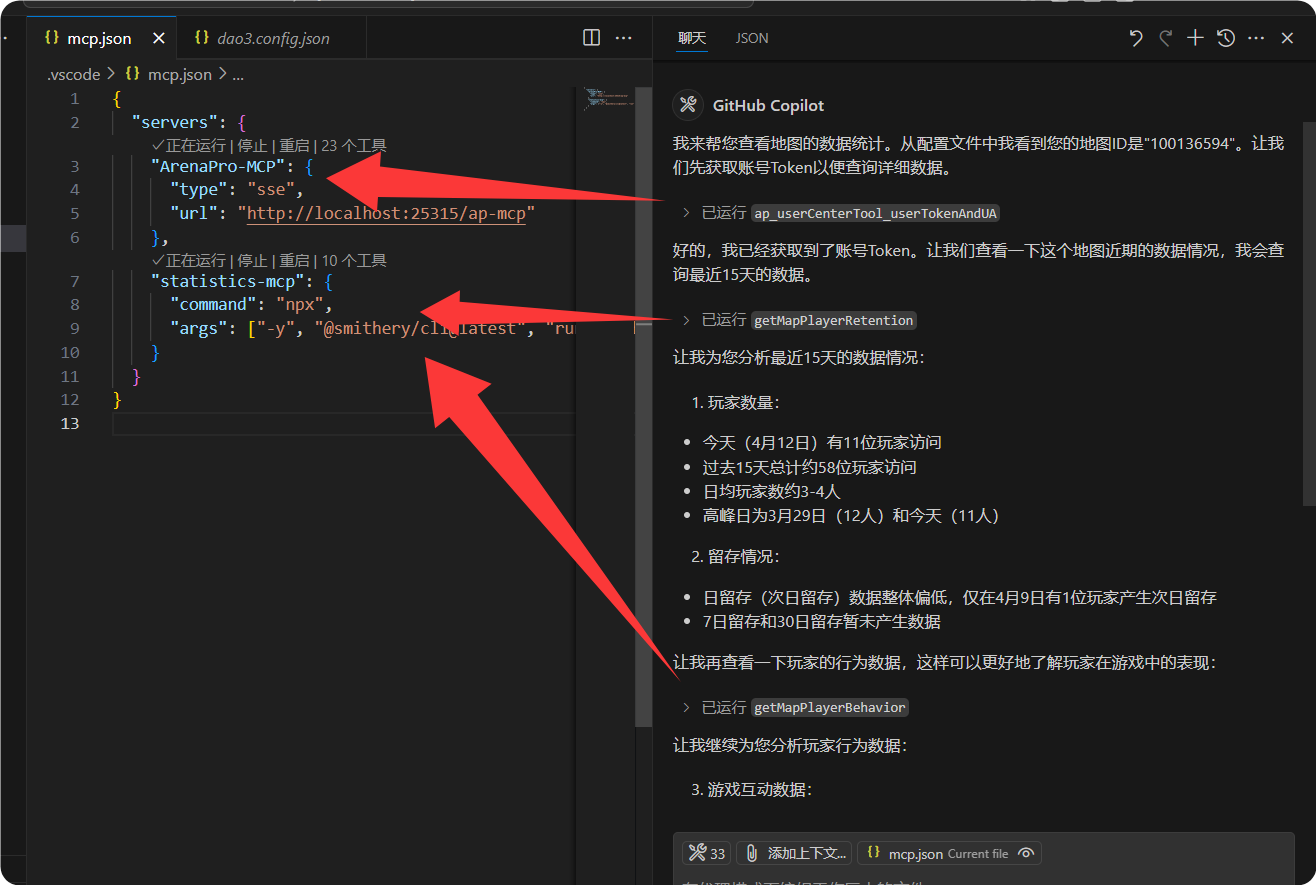 mcp.json
dao3.config.json
.vscode > mcp.json > ...
1 {
2 "servers": {
✓正在运行 | 停止 | 重启 | 23 个工具
3 "ArenaPro-MCP": {
4 "type": "sse",
5 "url": "http://localhost:25315/ap-mcp"
6 },
✓正在运行 | 停止 | 重启 | 10 个工具
7 "statistics-mcp": {
8 "command": "npx",
9 "args": ["-y", "@smithery/cli@latest", "ru
10 }
11 }
12 }
13
聊天 JSON
GitHub Copilot
我来帮您查看地图的数据统计。从配置文件中我看到您的地图ID是"100136594"。让我
们先获取账号Token以便查询详细数据。
已运行 ap_userCenterTool_userTokenAndUA
好的，我已经获取到了账号Token。让我们查看一下这个地图近期的数据情况，我会查
询最近15天的数据。
已运行 getMapPlayerRetention
让我为您分析最近15天的数据情况：
1. 玩家数量：
• 今天（4月12日）有11位玩家访问
• 过去15天总计约58位玩家访问
• 日均玩家数约3-4人
• 高峰日为3月29日（12人）和今天（11人）
2. 留存情况：
• 日留存（次日留存）数据整体偏低，仅在4月9日有1位玩家产生次日留存
• 7日留存和30日留存暂未产生数据
让我再查看一下玩家的行为数据，这样可以更好地了解玩家在游戏中的表现：
已运行 getMapPlayerBehavior
让我继续为您分析玩家行为数据：
3. 游戏互动数据：
33 添加上下文... mcp.json Current file